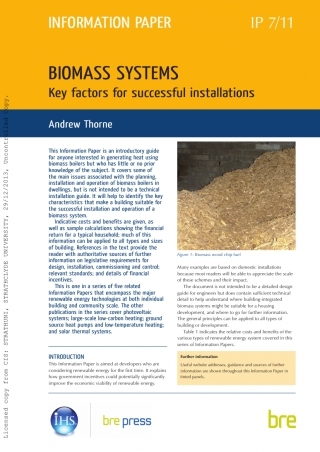 INFORMATION PAPER
IP 7/11
BIOMASS SYSTEMS
Key factors for successful installations
Andrew Thorne
This Information Paper is an introductory guide
for anyone interested in generating heat using
biomass boilers but who has little or no prior
knowledge of the subject. It covers some of
the main issues associated with the planning,
installation and operation of biomass boilers in
dwellings, but is not intended to be a technical
installation guide. It will help to identify the key
characteristics that make a building suitable for
the successful installation and operation of a
biomass system.
Indicative costs and benefits are given, as
well as sample calculations showing the financial
return for a typical household; much of this
information can be applied to all types and sizes
of building. References in the text provide the
reader with authoritative sources of further
information on legislative requirements for
design, installation, commissioning and control;
relevant standards; and details of financial
incentives.
This is one in a series of five related
Information Papers that encompass the major
renewable energy technologies at both individual
building and community scale. The other
publications in the series cover photovoltaic
systems; large-scale low-carbon heating; ground
source heat pumps and low-temperature heating;
and solar thermal systems.
INTRODUCTION
This Information Paper is aimed at developers who are
considering renewable energy for the first time. It explains
how government incentives could potentially significantly
improve the economic viability of renewable energy.
Figure 1: Biomass wood chip fuel
Many examples are based on domestic installations
because most readers will be able to appreciate the scale
of these schemes and their impact.
The document is not intended to be a detailed design
guide for engineers but does contain sufficient technical
detail to help understand where building-integrated
biomass systems might be suitable for a housing
development, and where to go for further information.
The general principles can be applied to all types of
building or development.
Table 1 indicates the relative costs and benefits of the
various types of renewable energy system covered in this
series of Information Papers.
Further information
Useful website addresses, guidance and sources of further
information are shown throughout this Information Paper in
tinted panels.
IHS
bre press
bre
Licensed copy from CIS: STRATHUNI, STRATHCLYDE UNIVERSITY, 29/12/2013, Uncontrolled Copy.